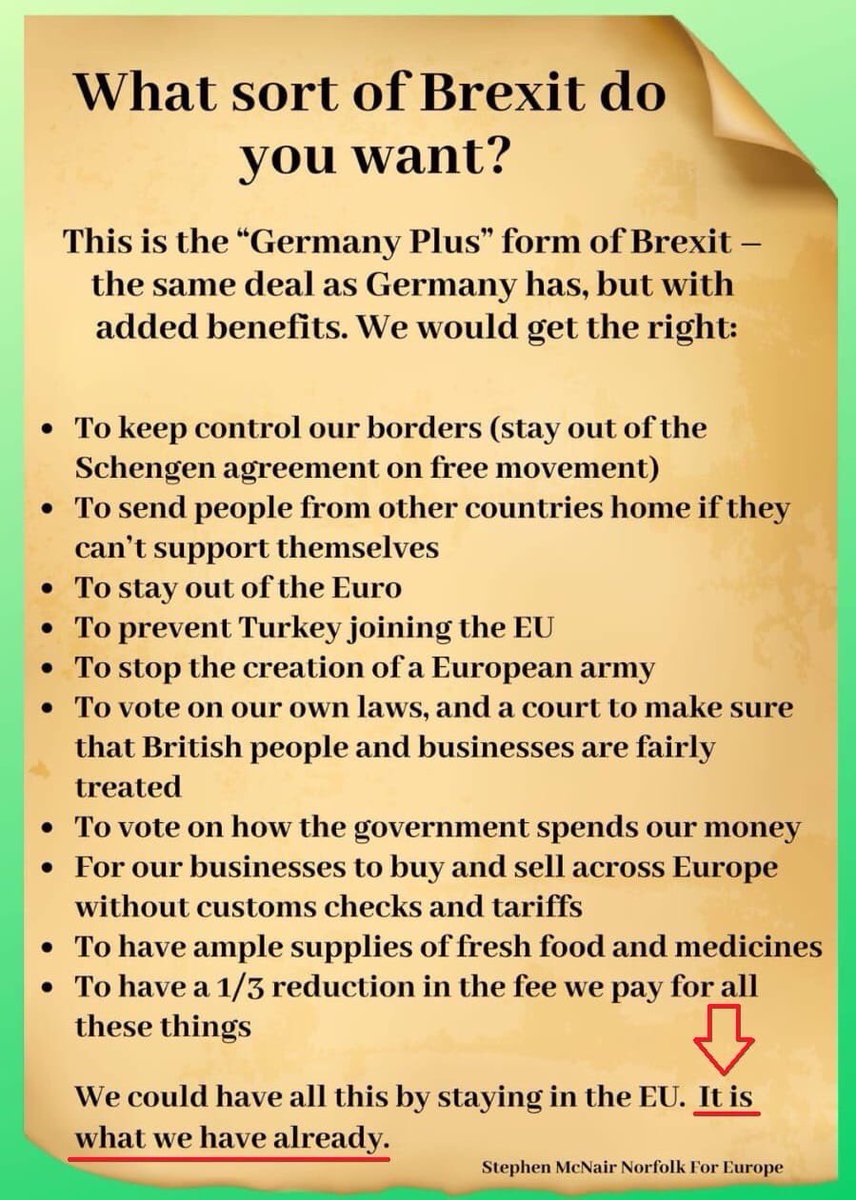 What sort of Brexit do
you want?
This is the “Germany Plus” form of Brexit –
the same deal as Germany has, but with
added benefits. We would get the right:
• To keep control our borders (stay out of the
Schengen agreement on free movement)
• To send people from other countries home if they
can’t support themselves
• To stay out of the Euro
• To prevent Turkey joining the EU
• To stop the creation of a European army
• To vote on our own laws, and a court to make sure
that British people and businesses are fairly
treated
• To vote on how the government spends our money
• For our businesses to buy and sell across Europe
without customs checks and tariffs
• To have ample supplies of fresh food and medicines
• To have a 1/3 reduction in the fee we pay for all
these things
We could have all this by staying in the EU. It is
what we have already.
Stephen McNair Norfolk For Europe